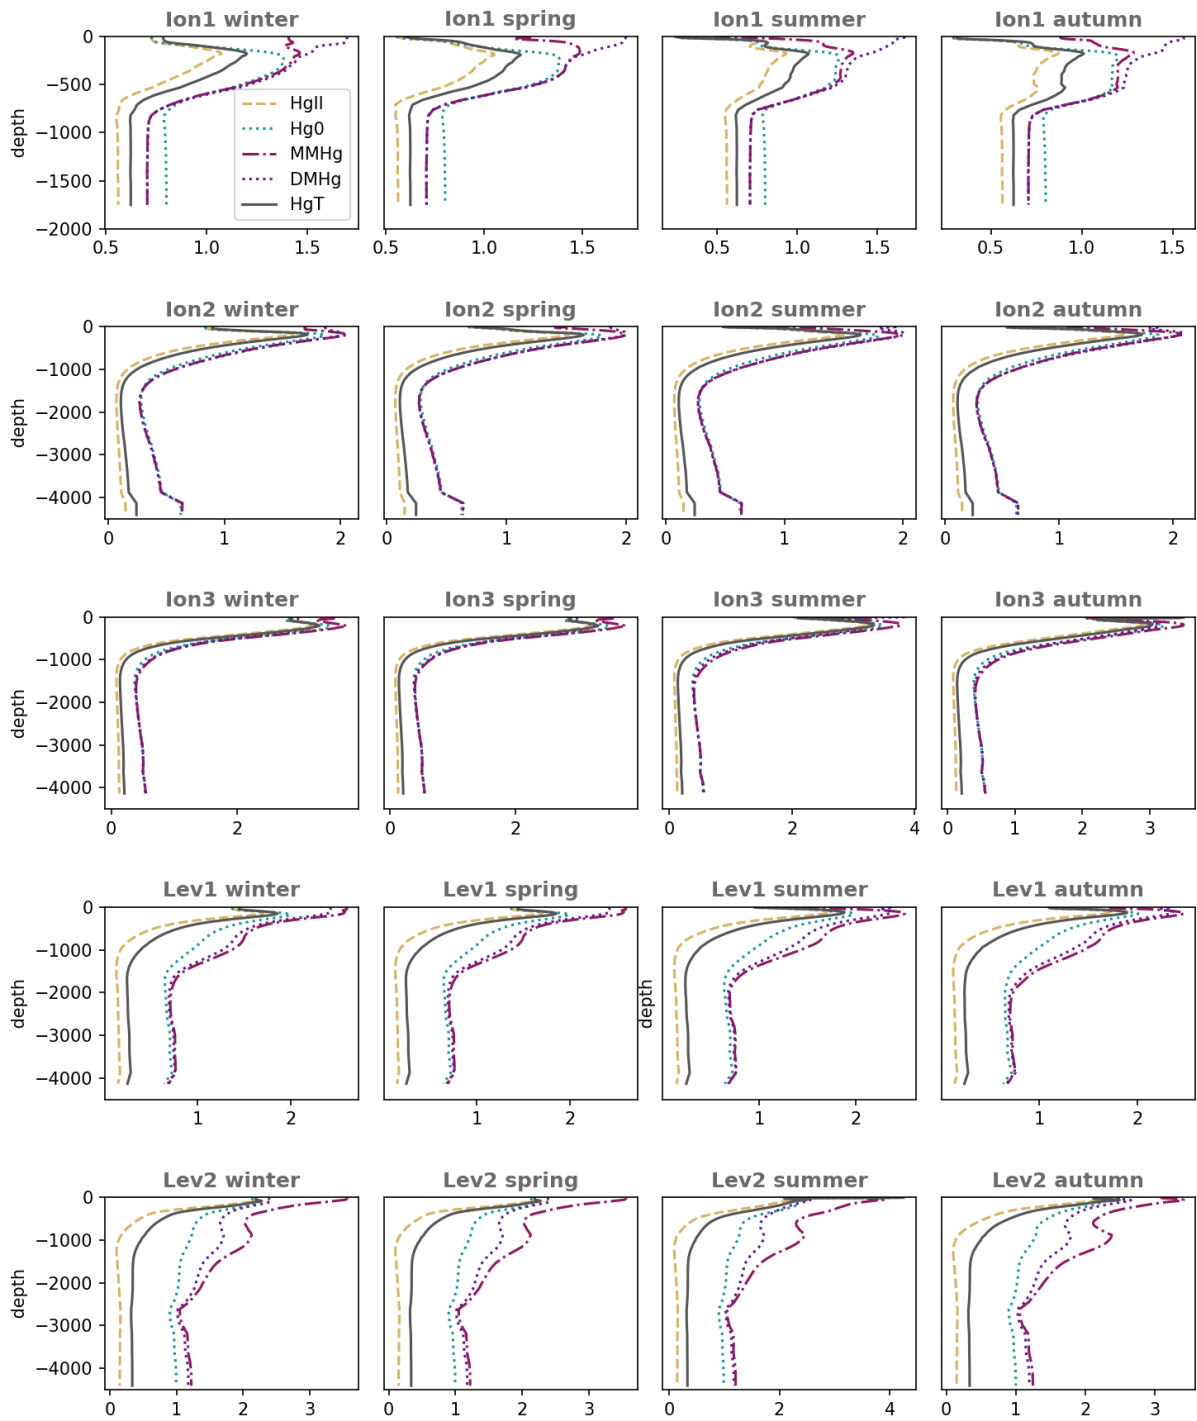 Ion1 winter Ion1 spring Ion1 summer Ion1 autumn
0
−500
−1000
−1500
−2000
depth
HgII
Hg0
MMHg
DMHg
HgT
0.5 1.0 1.5 0.5 1.0 1.5 0.5 1.0 1.5 0.5 1.0 1.5
Ion2 winter Ion2 spring Ion2 summer Ion2 autumn
0
−1000
−2000
−3000
−4000
depth
0 1 2 0 1 2 0 1 2 0 1 2
Ion3 winter Ion3 spring Ion3 summer Ion3 autumn
0
−1000
−2000
−3000
−4000
depth
0 2 0 2 0 2 4 0 1 2 3
Lev1 winter Lev1 spring Lev1 summer Lev1 autumn
0
−1000
−2000
−3000
−4000
depth
depth
1 2 1 2 1 2 1 2
Lev2 winter Lev2 spring Lev2 summer Lev2 autumn
0
−1000
−2000
−3000
−4000
depth
0 1 2 3 0 1 2 3 0 1 2 3 4 0 1 2 3